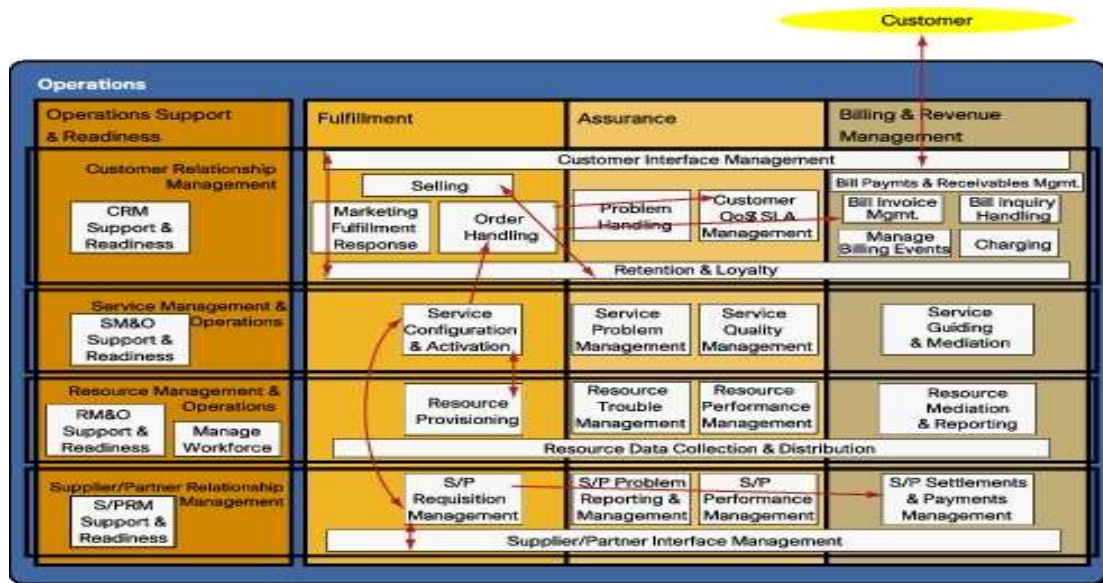 Customer
Operations
Operations Support
& Readiness
Fulfillment
Assurance
Billing & Revenue
Management
Customer Relationship
Management
CRM
Support &
Readiness
Customer Interface Management
Selling
Marketing
Fulfillment
Response
Order
Handling
Problem
Handling
Customer
QoS/ SLA
Management
Bill Paymts & Receivables Mgmt.
Bill Invoice
Mgmt.
Bill Inquiry
Handling
Manage
Billing Events
Charging
Retention & Loyalty
Service Management &
Operations
SM&O
Support &
Readiness
Service
Configuration
& Activation
Service
Problem
Management
Service
Quality
Management
Service
Guiding
& Mediation
Resource Management &
Operations
RM&O
Support &
Readiness
Manage
Workforce
Resource
Provisioning
Resource
Trouble
Management
Resource
Performance
Management
Resource
Mediation
& Reporting
Resource Data Collection & Distribution
Supplier/Partner Relationship
Management
S/PRM
Support &
Readiness
S/P
Requisition
Management
S/P Problem
Reporting &
Management
S/P
Performance
Management
S/P Settlements
& Payments
Management
Supplier/Partner Interface Management